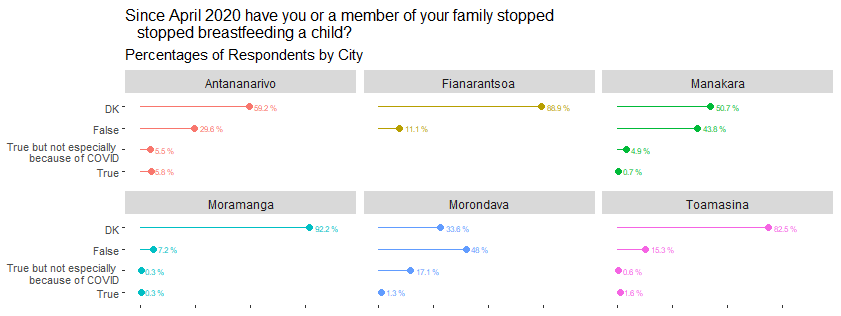 Since April 2020 have you or a member of your family stopped
stopped breastfeeding a child?
Percentages of Respondents by City
Antananarivo
Fianarantsoa
Manakara
DK
59.2 %
88.9 %
50.7 %
False
29.6 %
11.1 %
43.8 %
True but not especially
because of COVID
5.5 %
4.9 %
True
5.8 %
0.7 %
Moramanga
Morondava
Toamasina
DK
92.2 %
33.6 %
82.5 %
False
7.2 %
48 %
15.3 %
True but not especially
because of COVID
0.3 %
17.1 %
0.6 %
True
0.3 %
1.3 %
1.6 %